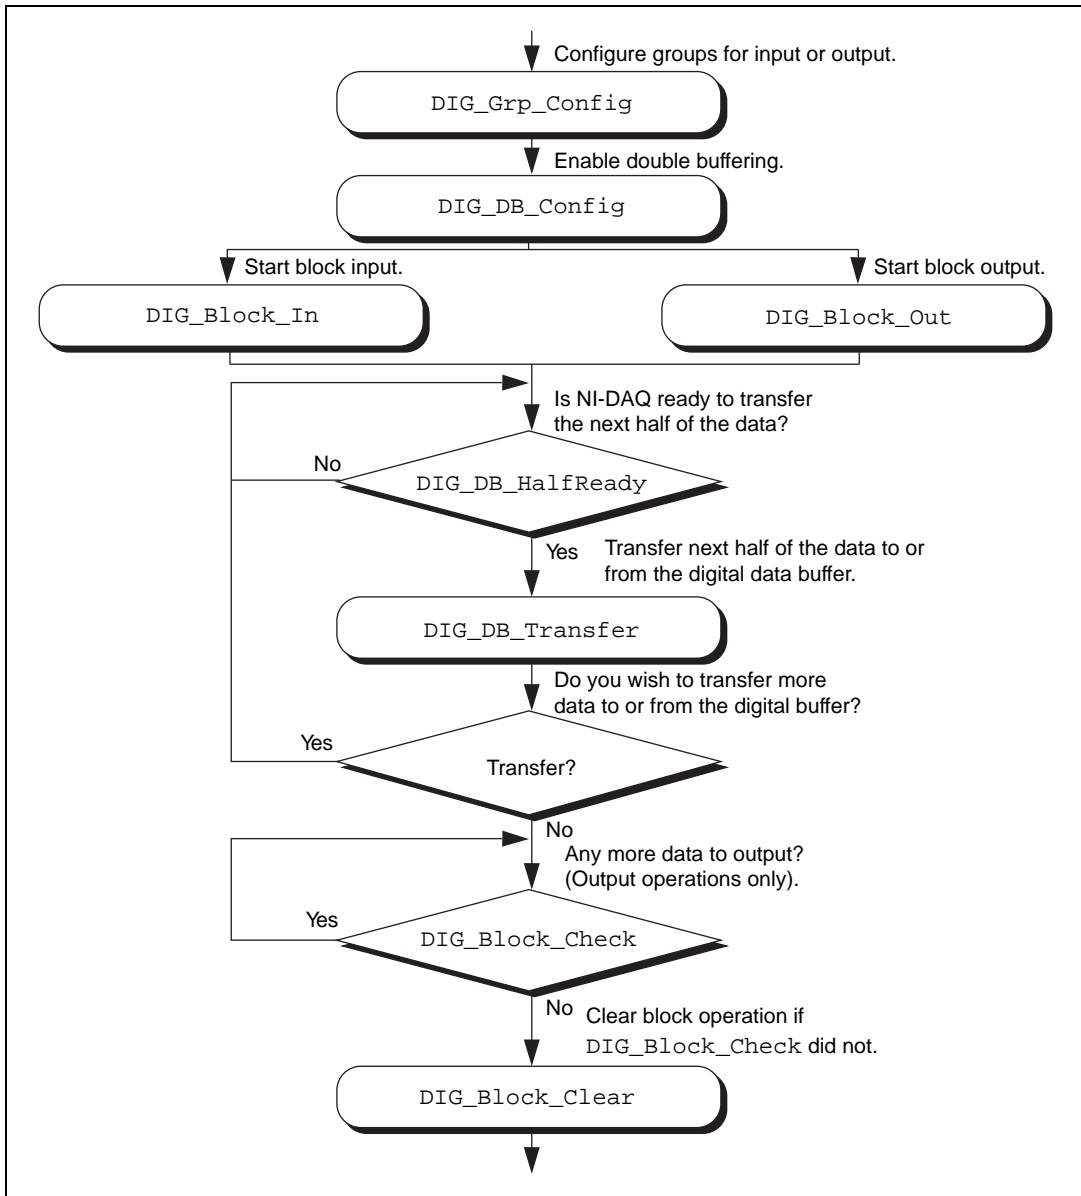 Configure groups for input or output.
DIG_Grp_Config
Enable double buffering.
DIG_DB_Config
Start block input.
Start block output.
DIG_Block_In
DIG_Block_Out
Is NI-DAQ ready to transfer
the next half of the data?
No
DIG_DB_HalfReady
Yes
Transfer next half of the data to or
from the digital data buffer.
DIG_DB_Transfer
Do you wish to transfer more
data to or from the digital buffer?
Yes
Transfer?
No
Any more data to output?
(Output operations only).
Yes
DIG_Block_Check
No
Clear block operation if
DIG_Block_Check did not.
DIG_Block_Clear